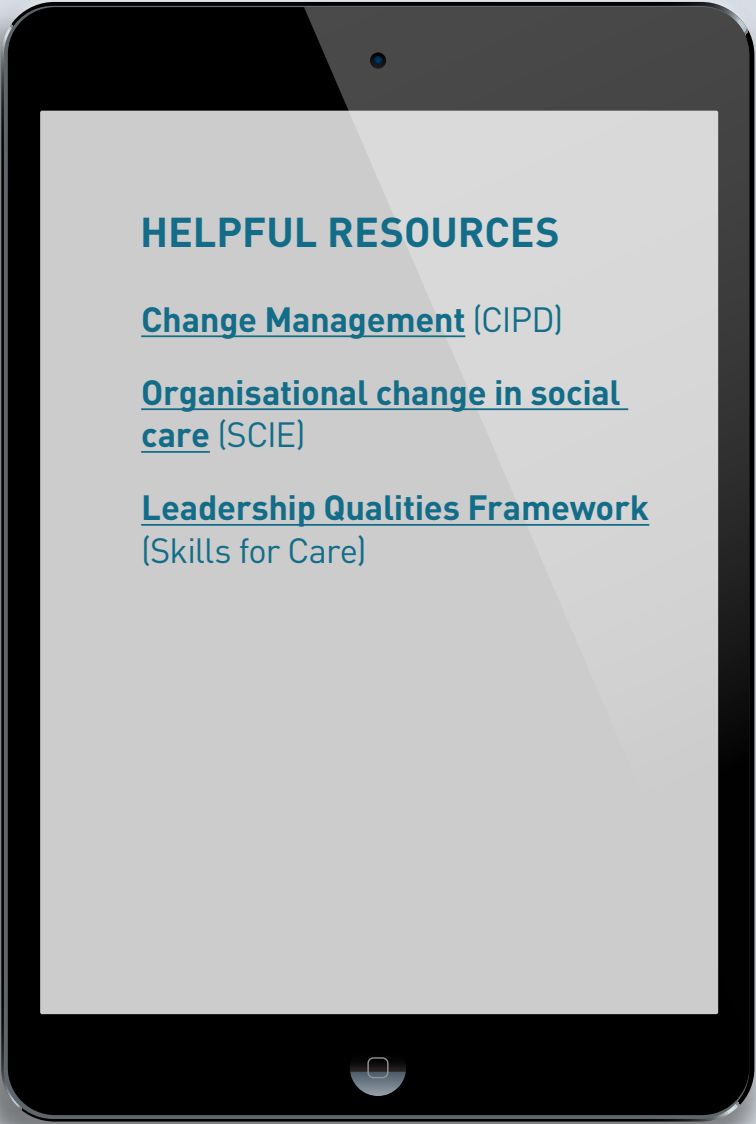 HELPFUL RESOURCES
Change Management (CIPD)
Organisational change in social
care (SCIE)
Leadership Qualities Framework
(Skills for Care)